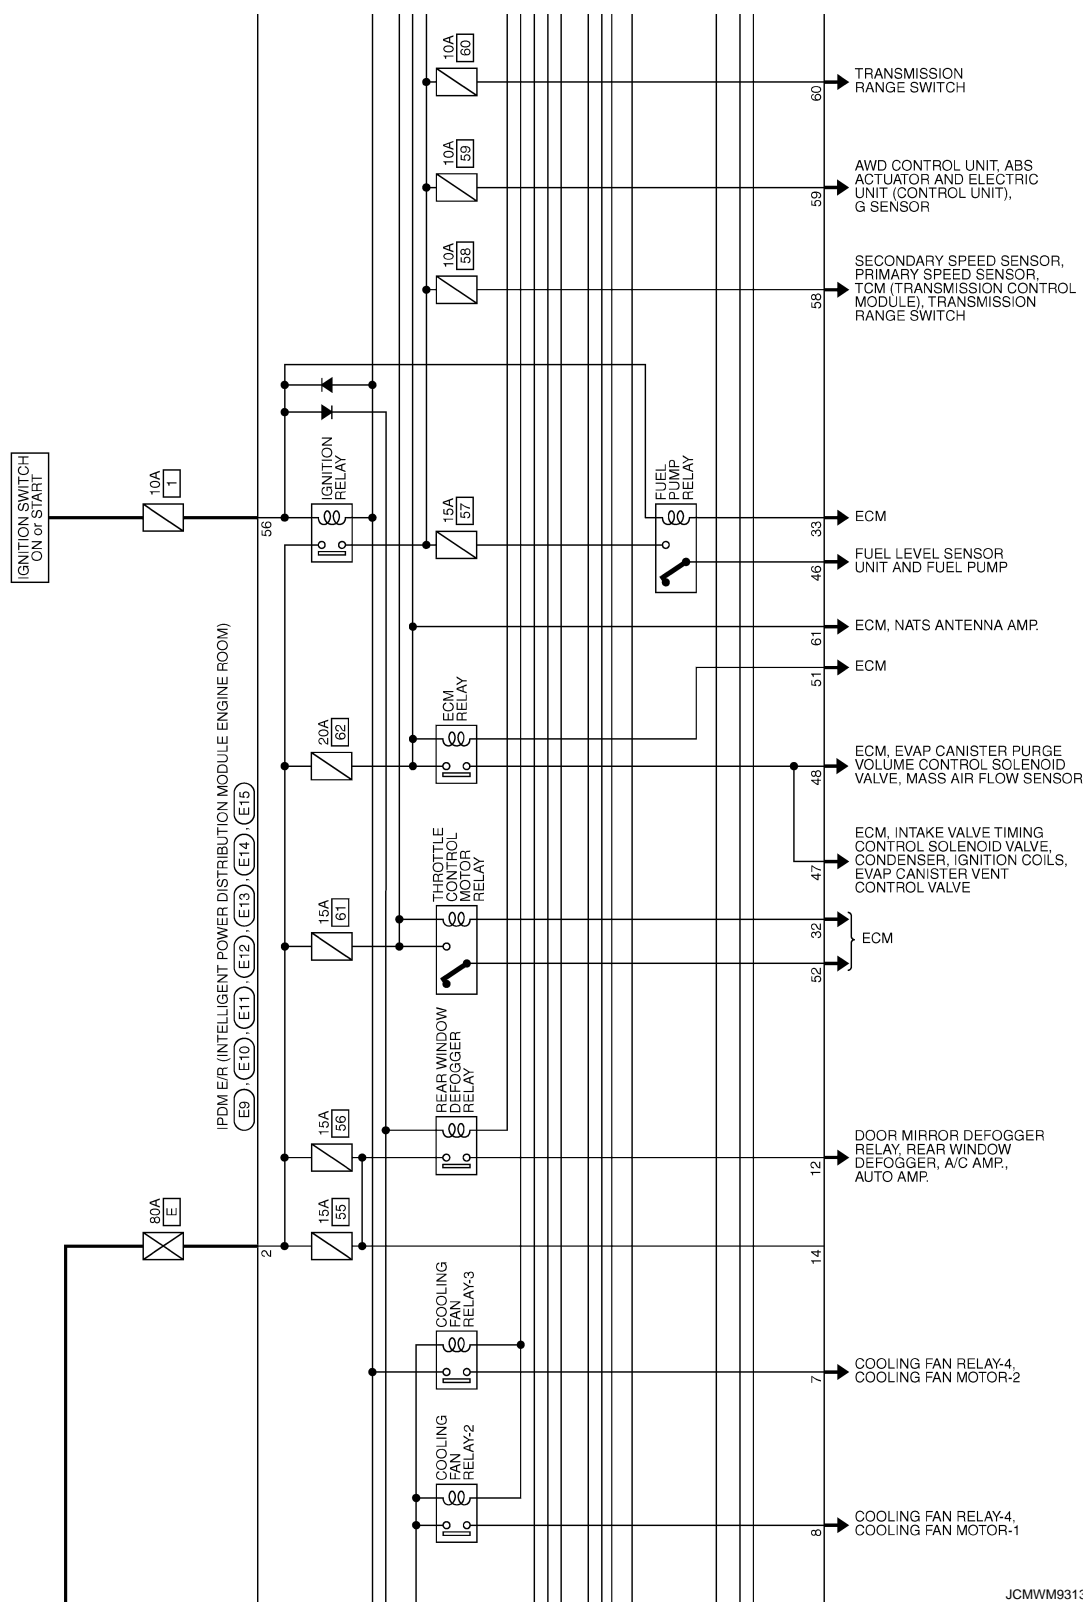 10A
60
60
TRANSMISSION
RANGE SWITCH
10A
59
59
AWD CONTROL UNIT, ABS
ACTUATOR AND ELECTRIC
UNIT (CONTROL UNIT),
G SENSOR
10A
58
58
SECONDARY SPEED SENSOR,
PRIMARY SPEED SENSOR,
TCM (TRANSMISSION CONTROL
MODULE), TRANSMISSION
RANGE SWITCH
IGNITION SWITCH
ON or START
10A
1
56
IGNITION
RELAY
15A
57
FUEL
PUMP
RELAY
33
ECM
46
FUEL LEVEL SENSOR
UNIT AND FUEL PUMP
61
ECM, NATS ANTENNA AMP.
51
ECM
IPDM E/R (INTELLIGENT POWER DISTRIBUTION MODULE ENGINE ROOM)
E9 , E10 , E11 , E12 , E13 , E14 , E15
20A
62
ECM
RELAY
48
ECM, EVAP CANISTER PURGE
VOLUME CONTROL SOLENOID
VALVE, MASS AIR FLOW SENSOR
47
ECM, INTAKE VALVE TIMING
CONTROL SOLENOID VALVE,
CONDENSER, IGNITION COILS,
EVAP CANISTER VENT
CONTROL VALVE
15A
61
THROTTLE
CONTROL
MOTOR
RELAY
32
52
ECM
15A
56
REAR WINDOW
DEFOGGER
RELAY
12
DOOR MIRROR DEFOGGER
RELAY, REAR WINDOW
DEFOGGER, A/C AMP.,
AUTO AMP.
80A
E
2
15A
55
14
COOLING
FAN
RELAY-3
7
COOLING FAN RELAY-4,
COOLING FAN MOTOR-2
COOLING
FAN
RELAY-2
8
COOLING FAN RELAY-4,
COOLING FAN MOTOR-1
JCMWM9313